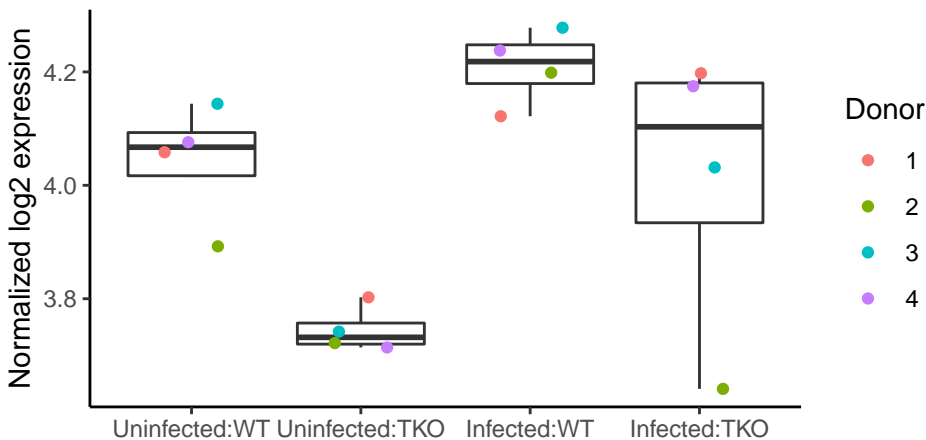 Normalized log2 expression
4.2
4.0
3.8
Uninfected:WT
Uninfected:TKO
Infected:WT
Infected:TKO
Donor
1
2
3
4